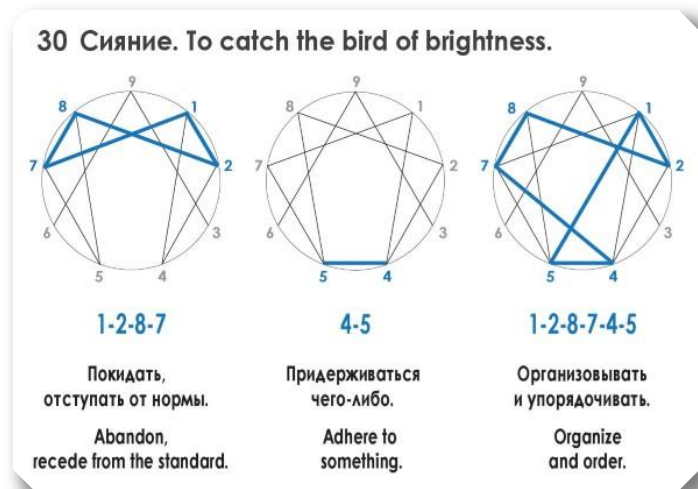 30 Сияние. To catch the bird of brightness.
9
8 1
7 2
6 3
5 4
9
8 1
7 2
6 3
5 4
9
8 1
7 2
6 3
5 4
1-2-8-7
4-5
1-2-8-7-4-5
Покидать,
отступать от нормы.
Придерживаться
чего-либо.
Организовывать
и упорядочивать.
Abandon,
recede from the standard.
Adhere to
something.
Organize
and order.